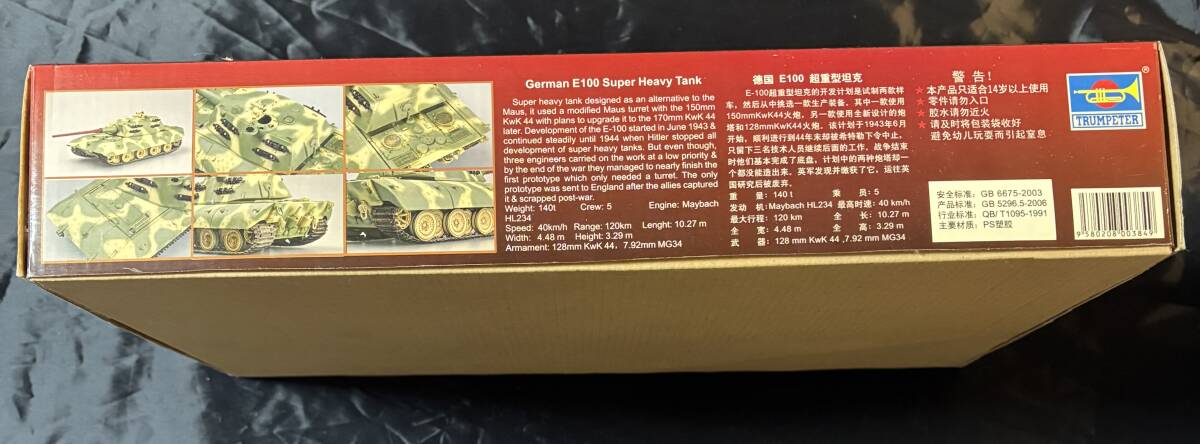 German E100 Super Heavy Tank
Super heavy tank designed as an alternative to the
Maus, it used a modified Maus turret with the 150mm
KwK 44 with plans to upgrade it to the 170mm KwK 44
later. Development of the E-100 started in June 1943 &
continued steadily until 1944 when Hitler stopped all
development of super heavy tanks. But even though,
three engineers carried on the work at a low priority &
by the end of the war they managed to nearly finish the
first prototype which only needed a turret. The only
prototype was sent to England after the allies captured
it & scrapped post-war.
Weight: 140t Crew: 5 Engine: Maybach
HL234
Speed: 40km/h Range: 120km Lenght: 10.27 m
Width: 4.48 m Height: 3.29 m
Armament: 128mm KwK 44, 7.92mm MG34
德国 E100 超重型坦克
E-100超重型坦克的开发计划是试制两款样
车，然后从中挑选一款生产装备，其中一款使用
150mmKwK44火炮，另一款使用全新设计的炮
塔和128mmKwK44火炮，该计划于1943年6月
开始，顺利进行到44年末却被希特勒下令中止，
只留下三名技术人员继续后面的工作，战争结束
时他们基本完成了底盘，计划中的两种炮塔却一
个都没能造出来，英军发现并缴获了它，运往英
国研究后被废弃。
重 量：140 t 乘 员：5
发 动 机：Maybach HL234 最高时速：40 km/h
最大行程：120 km 全 长：10.27 m
全 宽：4.48 m 全 高：3.29 m
武 器：128 mm KwK 44 ,7.92 mm MG34
警 告！
★本产品只适合14岁以上使用
★零件请勿入口
★胶水请勿近火
★请及时将包装袋收好
避免幼儿玩耍而引起窒息
®
TRUMPETER
安全标准：GB 6675-2003
产品标准：GB 5296.5-2006
行业标准：QB/ T1095-1991
主要材质：PS塑胶
9 580208 003849